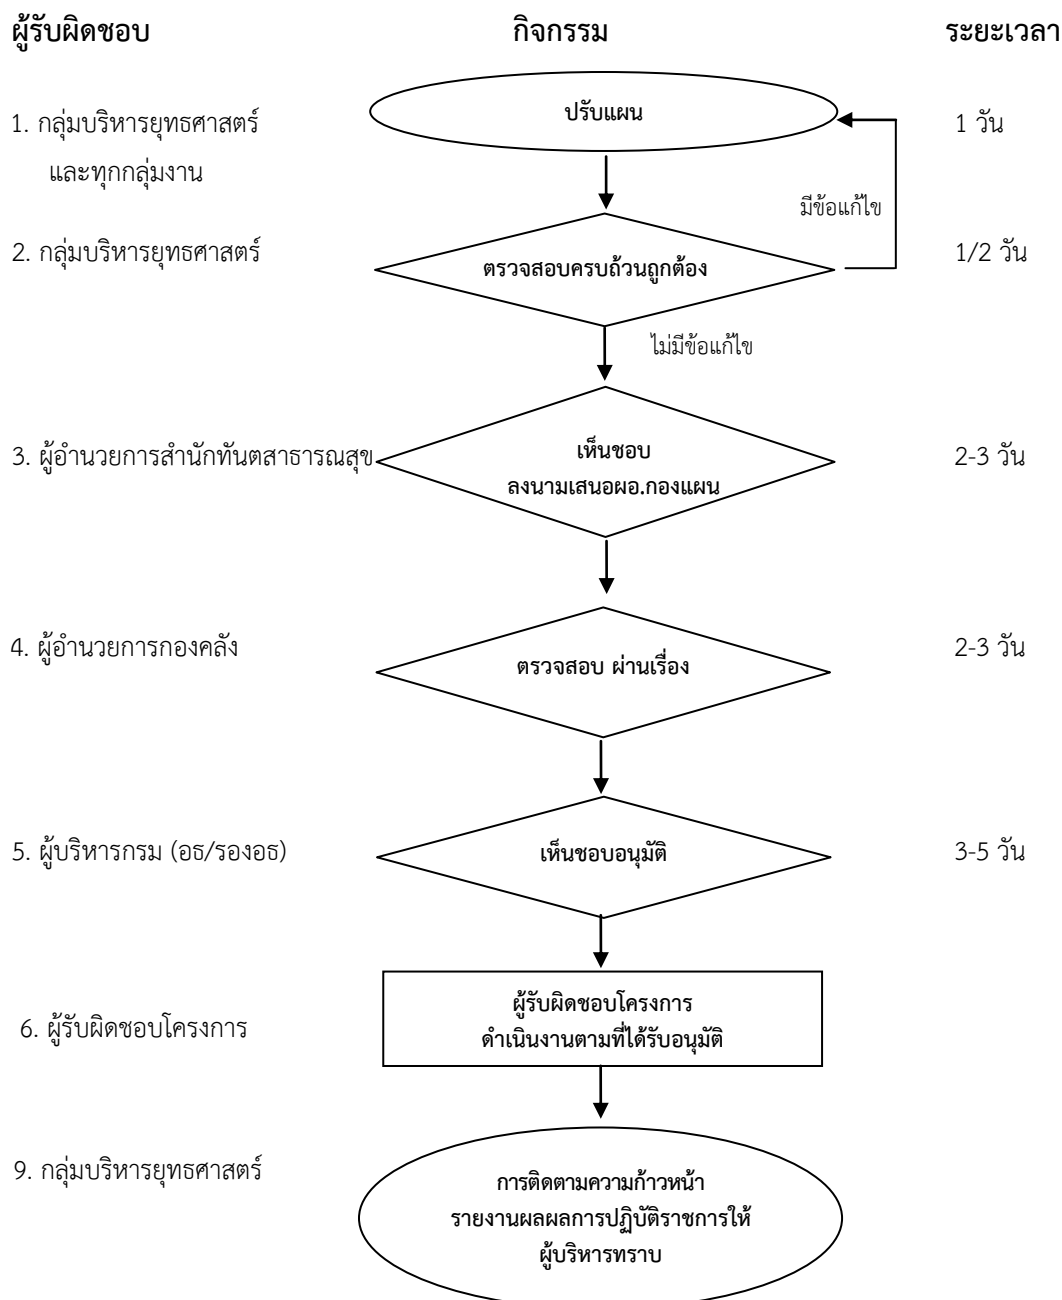 ผู้รับผิดชอบ กิจกรรม ระยะเวลา
1. กลุ่มบริหารยุทธศาสตร์
และทุกกลุ่มงาน
ปรับแผน
1 วัน
มีข้อแก้ไข
2. กลุ่มบริหารยุทธศาสตร์
ตรวจสอบครบถ้วนถูกต้อง
1/2 วัน
ไม่มีข้อแก้ไข
3. ผู้อำนวยการสำนักทันตสาธารณสุข
เห็นชอบ
ลงนามเสนอผอ.กองแผน
2-3 วัน
4. ผู้อำนวยการกองคลัง
ตรวจสอบ ผ่านเรื่อง
2-3 วัน
5. ผู้บริหารกรม (อธ/รองอธ)
เห็นชอบอนุมัติ
3-5 วัน
6. ผู้รับผิดชอบโครงการ
ผู้รับผิดชอบโครงการ
ดำเนินงานตามที่ได้รับอนุมัติ
9. กลุ่มบริหารยุทธศาสตร์
การติดตามความก้าวหน้า
รายงานผลผลการปฏิบัติราชการให้
ผู้บริหารทราบ